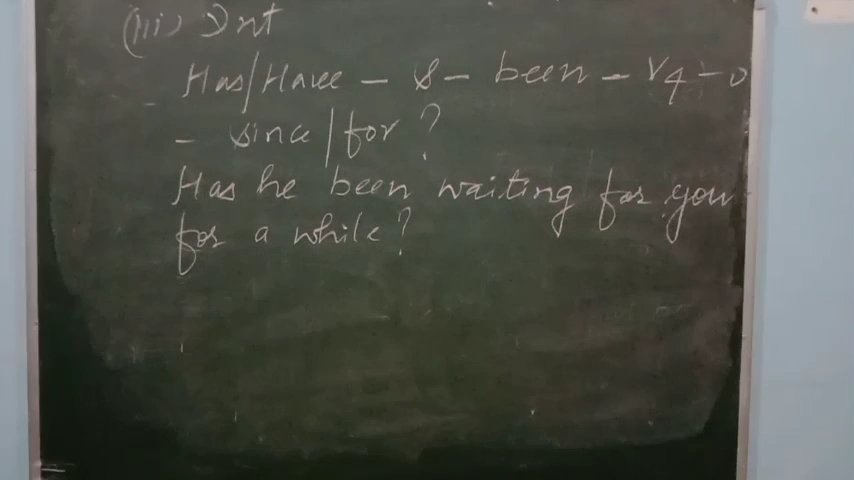 (iii) Int
Has/Have - S - been - V4 - O
- since/for?
Has he been waiting for you
for a while?